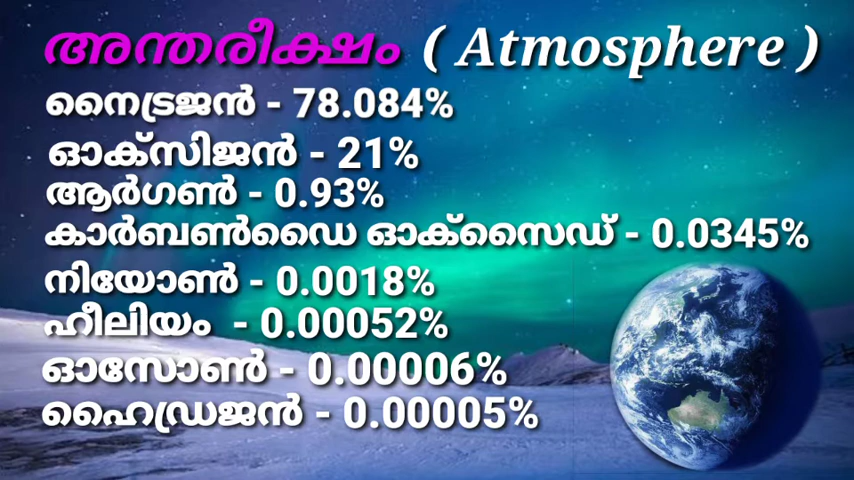 അന്തരീക്ഷം ( Atmosphere )
നൈട്രജൻ - 78.084%
ഓക്സിജൻ - 21%
ആർഗൺ - 0.93%
കാർബൺഡൈ ഓക്സൈഡ് - 0.0345%
നിയോൺ - 0.0018%
ഹീലിയം - 0.00052%
ഓസോൺ - 0.00006%
ഹൈഡ്രജൻ - 0.00005%